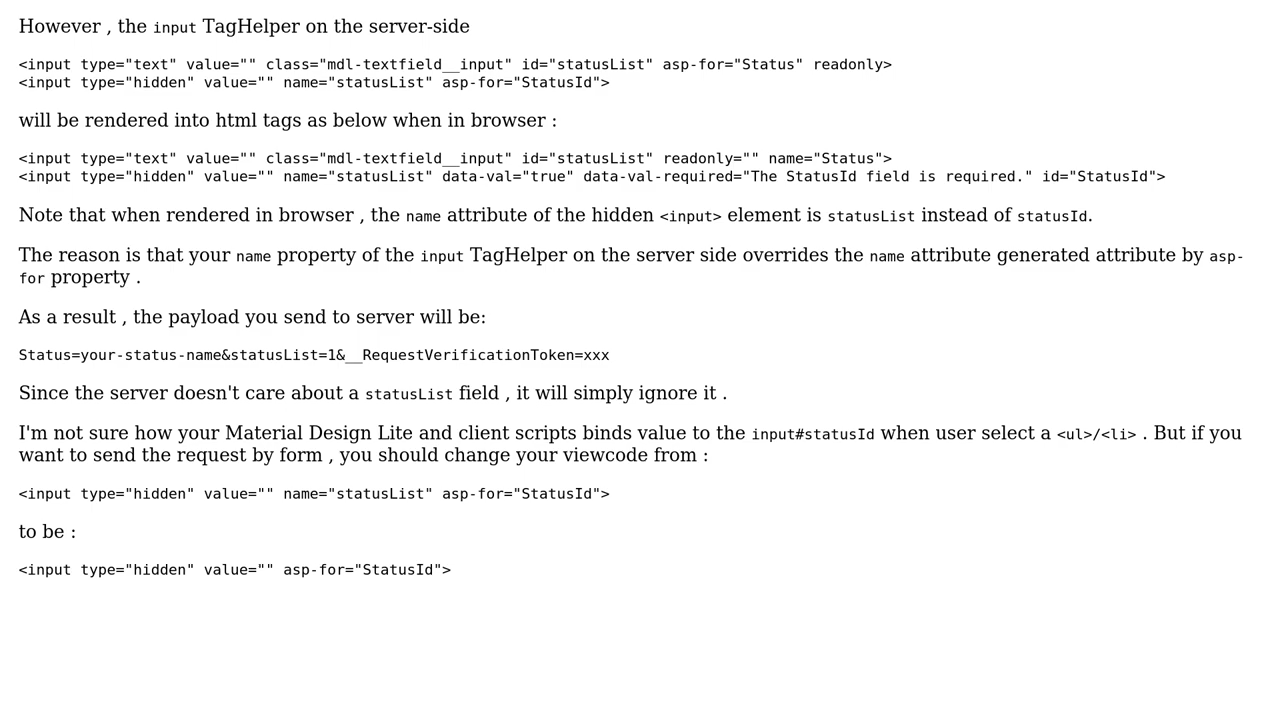 However , the input TagHelper on the server-side
<input type="text" value="" class="mdl-textfield__input" id="statusList" asp-for="Status" readonly>
<input type="hidden" value="" name="statusList" asp-for="StatusId">
will be rendered into html tags as below when in browser :
<input type="text" value="" class="mdl-textfield__input" id="statusList" readonly="" name="Status">
<input type="hidden" value="" name="statusList" data-val="true" data-val-required="The StatusId field is required." id="StatusId">
Note that when rendered in browser , the name attribute of the hidden <input> element is statusList instead of statusId.
The reason is that your name property of the input TagHelper on the server side overrides the name attribute generated attribute by asp-
for property .
As a result , the payload you send to server will be:
Status=your-status-name&statusList=1&__RequestVerificationToken=xxx
Since the server doesn't care about a statusList field , it will simply ignore it .
I'm not sure how your Material Design Lite and client scripts binds value to the input#statusId when user select a <ul>/<li> . But if you
want to send the request by form , you should change your viewcode from :
<input type="hidden" value="" name="statusList" asp-for="StatusId">
to be :
<input type="hidden" value="" asp-for="StatusId">